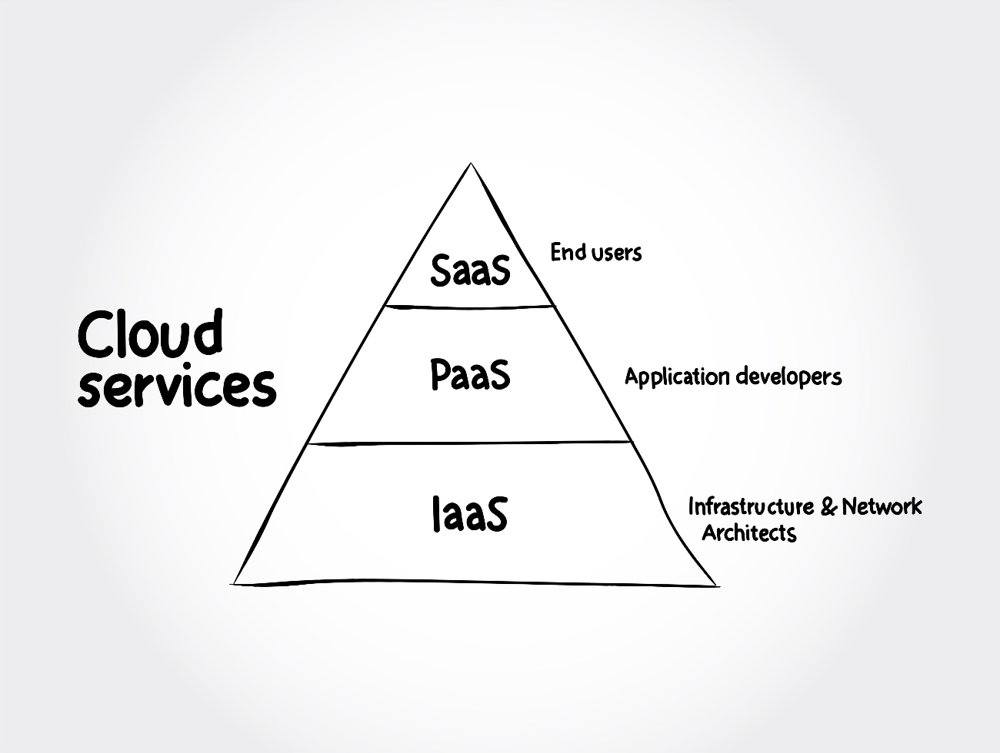 Cloud
services
SaaS
End users
PaaS
Application developers
IaaS
Infrastructure & Network
Architects